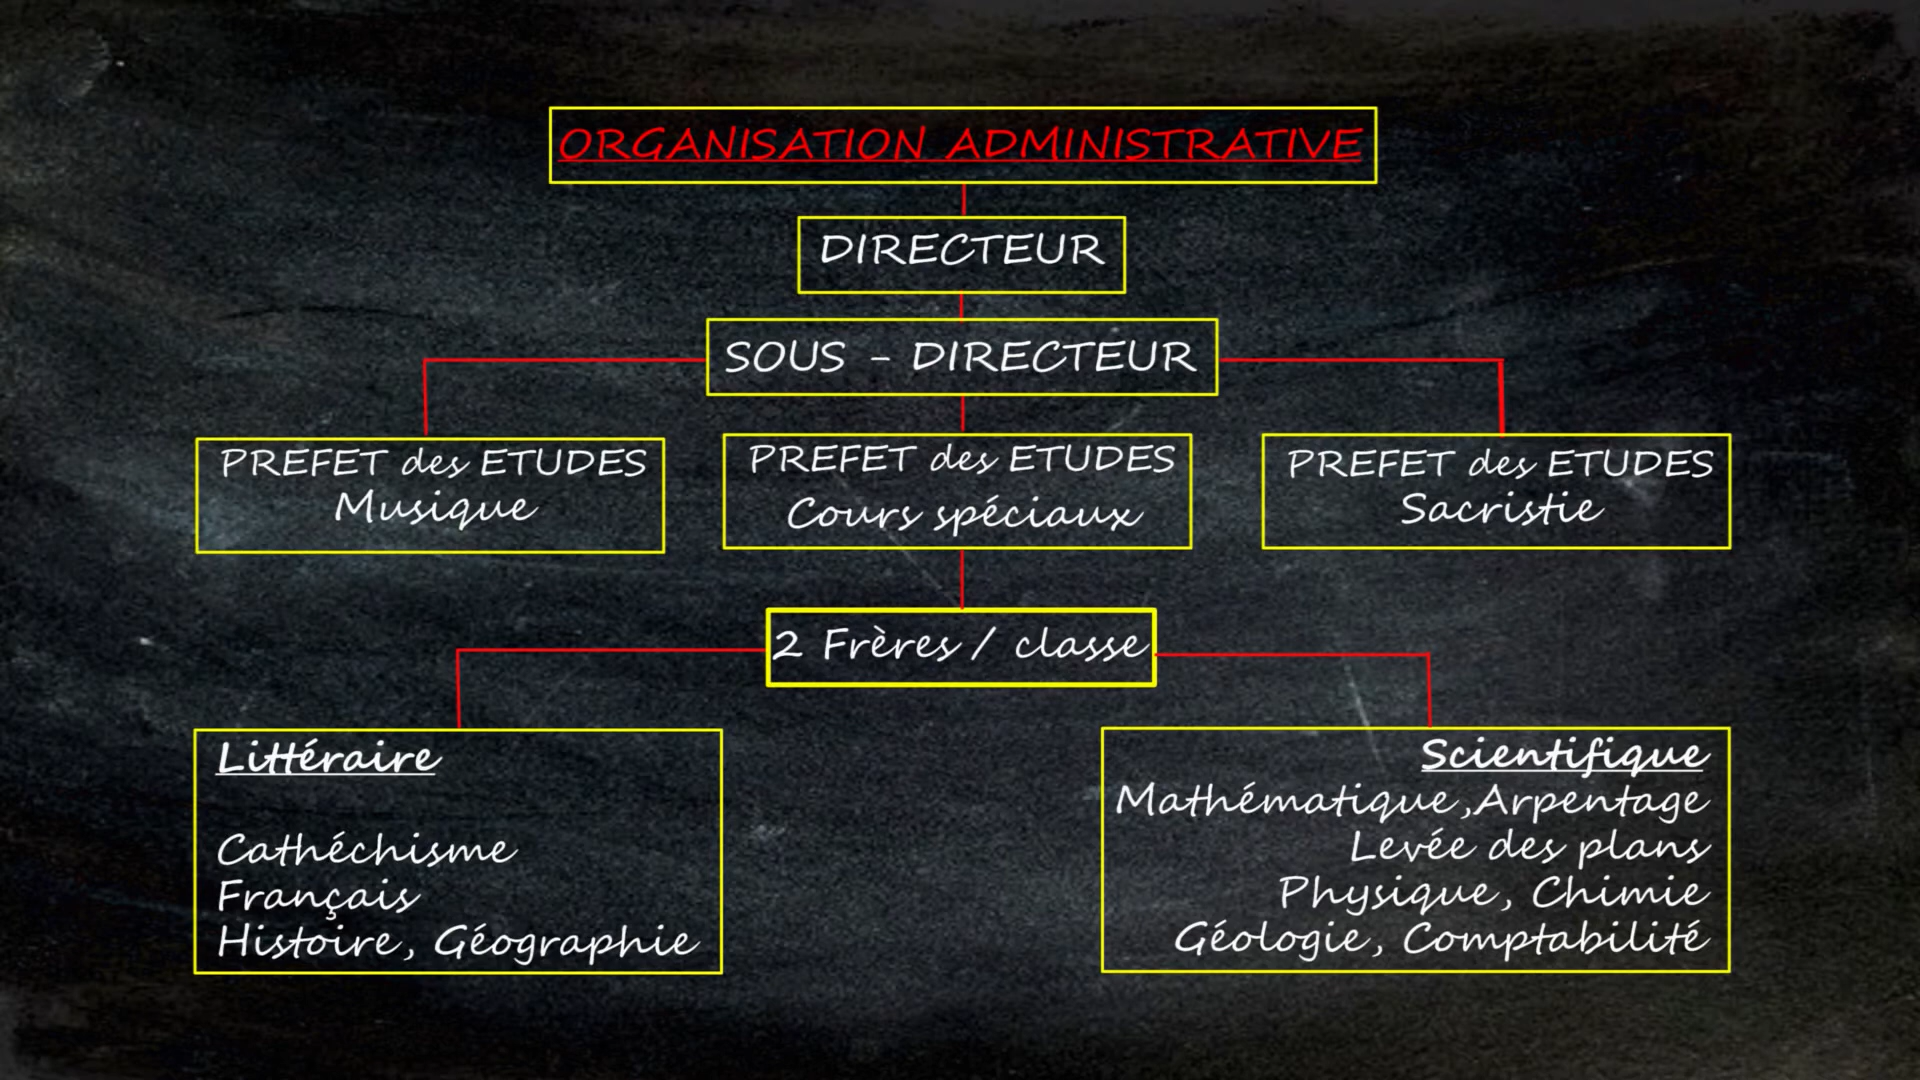 ORGANISATION ADMINISTRATIVE
DIRECTEUR
SOUS - DIRECTEUR
PREFET des ETUDES
Musique
PREFET des ETUDES
Cours spéciaux
PREFET des ETUDES
Sacristie
2 Frères / classe
Littéraire
Cathéchisme
Français
Histoire, Géographie
Scientifique
Mathématique,Arpentage
Levée des plans
Physique, Chimie
Géologie, Comptabilité